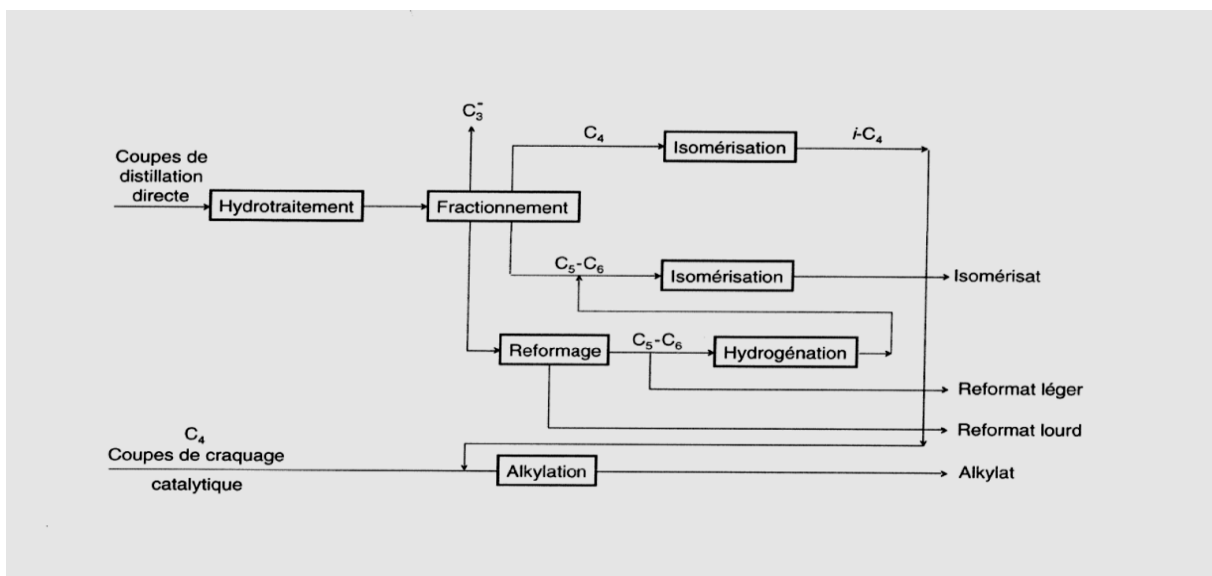 C₃⁻
C₄
Isomérisation
i-C₄
Coupes de
distillation
directe
Hydrotraitement
Fractionnement
C₅-C₆
Isomérisation
Isomérisat
Reformage
C₅-C₆
Hydrogénation
Reformat léger
Reformat lourd
C₄
Coupes de craquage
catalytique
Alkylation
Alkylat